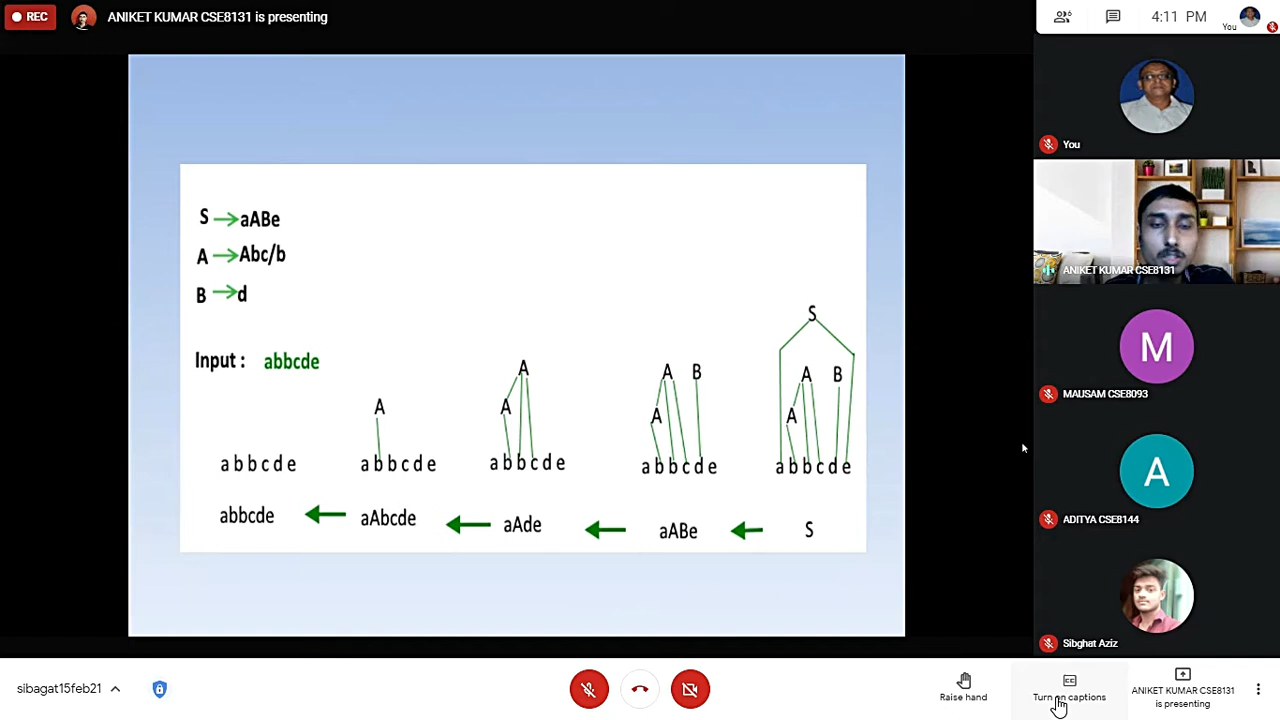 REC
ANIKET KUMAR CSE8131 is presenting
4:11 PM
You
S → aABe
A → Abc/b
B → d
Input : abbcde
S
A
A
A B
A B
A
A
A
a b b c d e
a b b c d e
a b b c d e
a b b c d e
a b b c d e
abbcde
aAbcde
aAde
aABe
S
You
ANIKET KUMAR CSE8131
M
MAUSAM CSE8093
A
ADITYA CSE8144
Sibghat Aziz
sibagat15feb21
Raise hand
CC
Turn on captions
ANIKET KUMAR CSE8131
is presenting